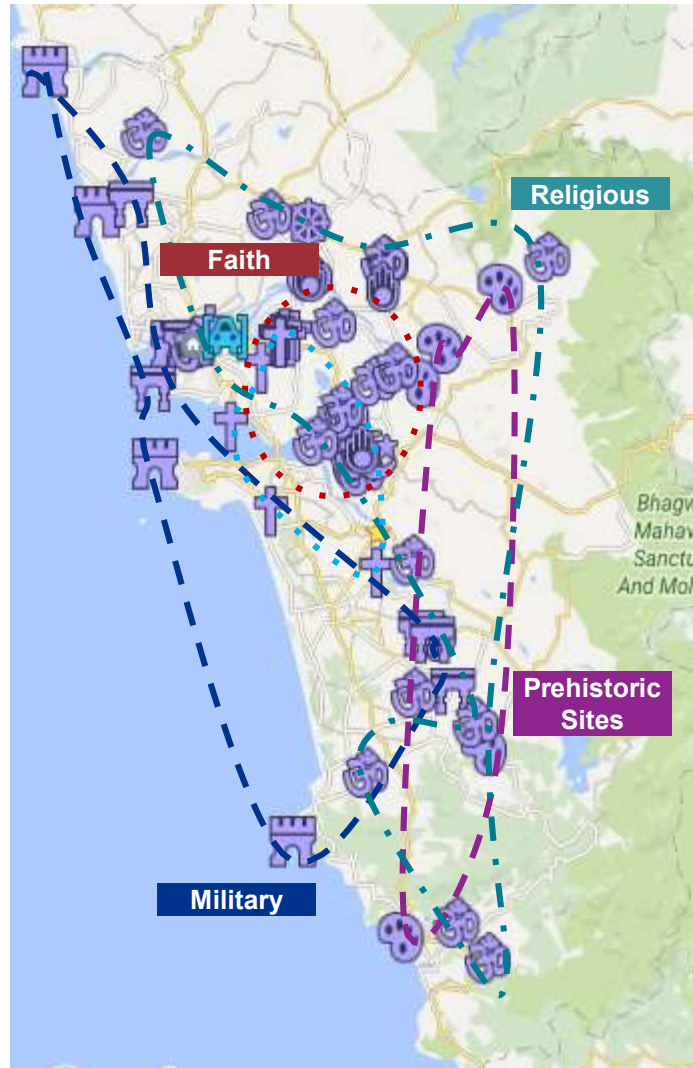 Religious
Faith
Bhagw
Mahav
Sanctu
And Mol
Prehistoric
Sites
Military